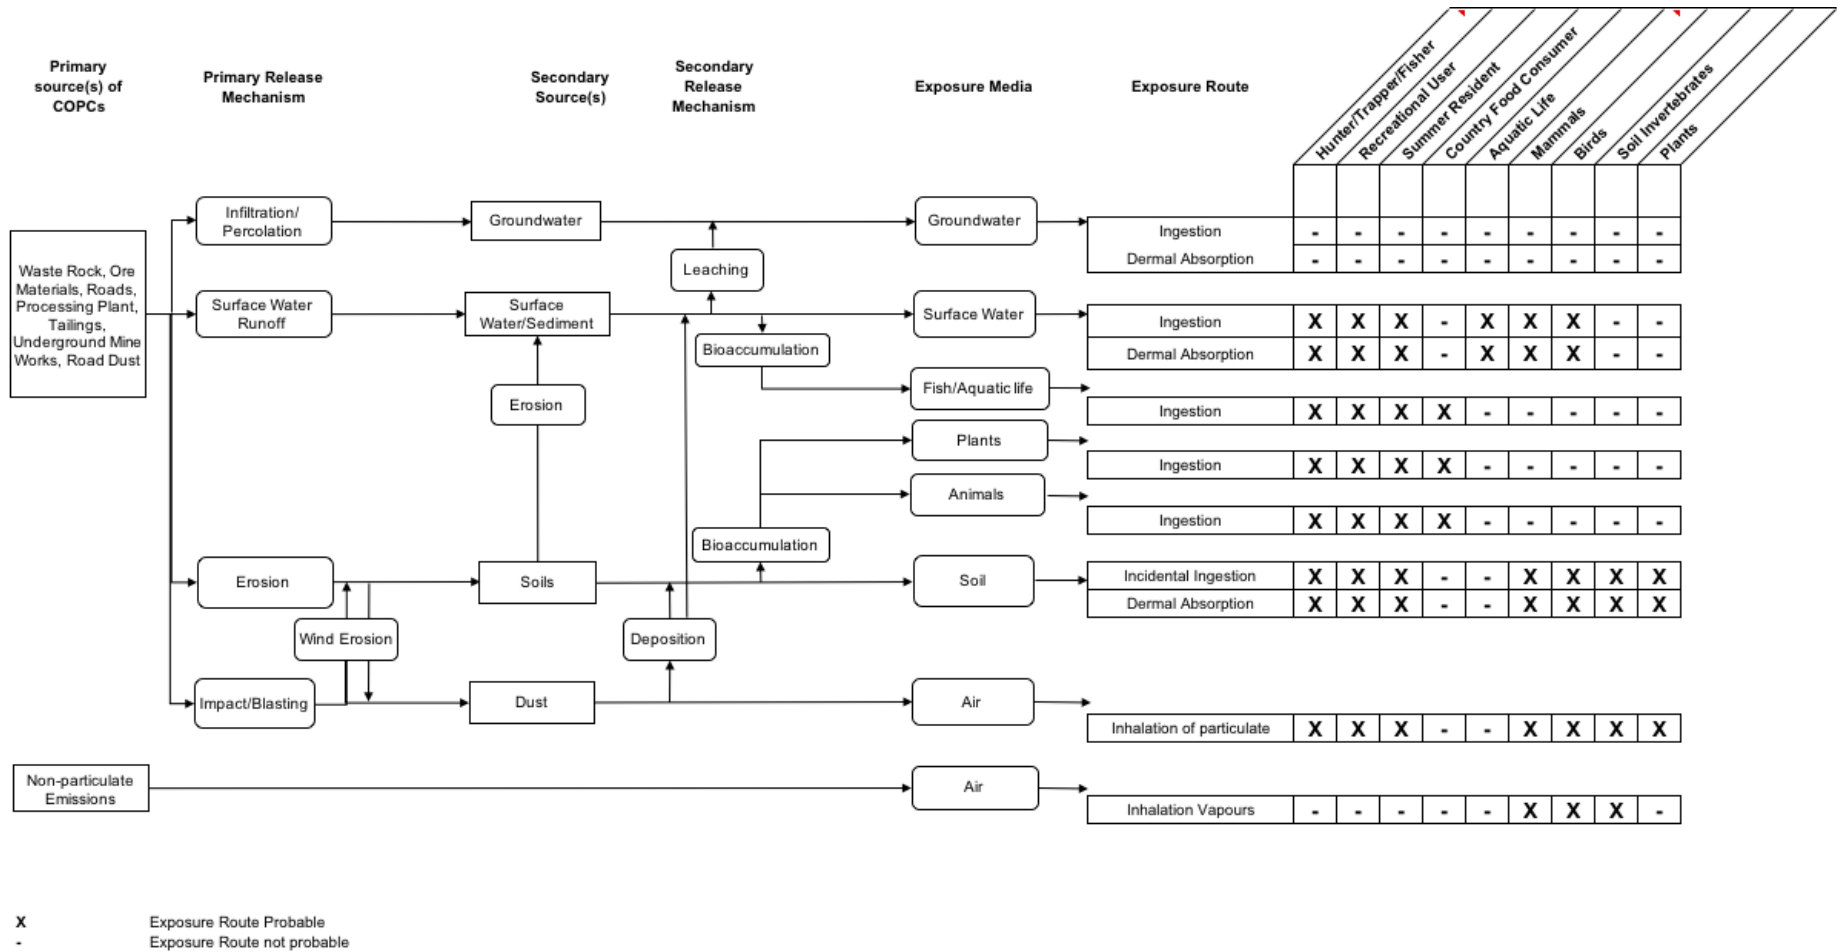 Primary
source(s) of
COPCs
Primary Release
Mechanism
Secondary
Source(s)
Secondary
Release
Mechanism
Exposure Media
Exposure Route
Hunter/Trapper/Fisher
Recreational User
Summer Resident
Country Food Consumer
Aquatic Life
Mammals
Birds
Soil Invertebrates
Plants
Waste Rock, Ore
Materials, Roads,
Processing Plant,
Tailings,
Underground Mine
Works, Road Dust
Infiltration/
Percolation
Groundwater
Leaching
Groundwater
Ingestion - - - - - - - - -
Dermal Absorption - - - - - - - - -
Surface Water
Runoff
Surface
Water/Sediment
Bioaccumulation
Surface Water
Ingestion X X X - X X X - -
Dermal Absorption X X X - X X X - -
Erosion
Fish/Aquatic life
Ingestion X X X X - - - - -
Plants
Ingestion X X X X - - - - -
Animals
Ingestion X X X X - - - - -
Bioaccumulation
Erosion
Soils
Soil
Incidental Ingestion X X X - - X X X X
Dermal Absorption X X X - - X X X X
Wind Erosion
Deposition
Impact/Blasting
Dust
Air
Inhalation of particulate X X X - - X X X X
Non-particulate
Emissions
Air
Inhalation Vapours - - - - - X X X -
X Exposure Route Probable
- Exposure Route not probable